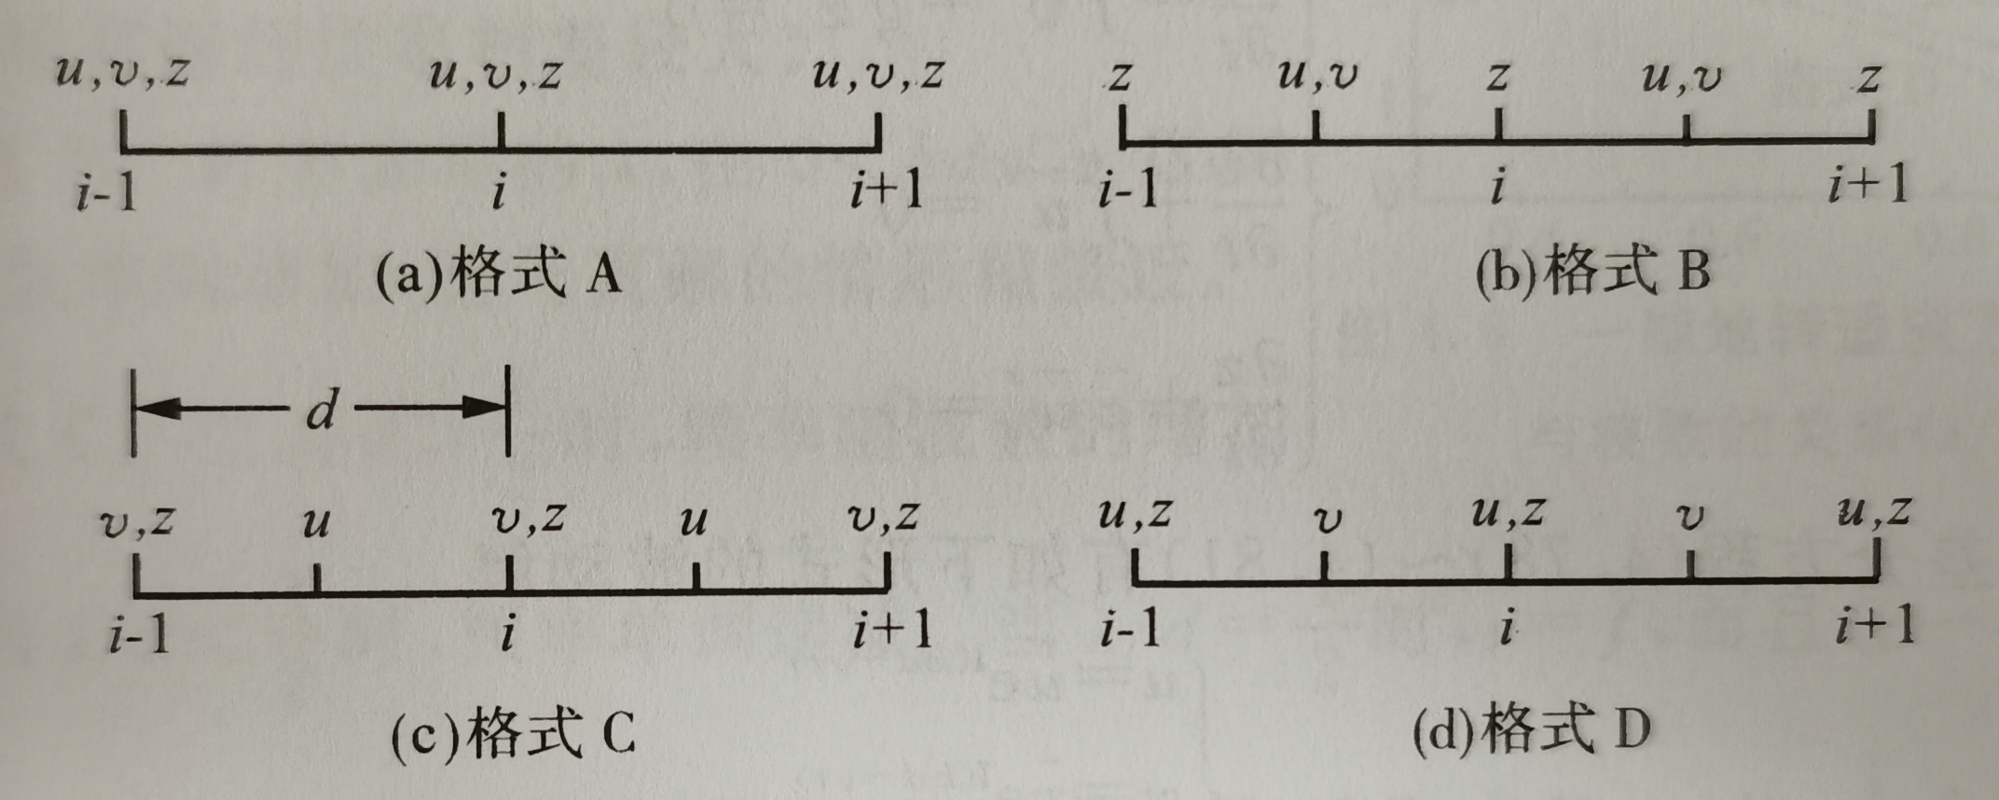 u,v,z u,v,z u,v,z
i-1 i i+1
(a)格式 A
z u,v z u,v z
i-1 i i+1
(b)格式 B
d
v,z u v,z u v,z
i-1 i i+1
(c)格式 C
u,z v u,z v u,z
i-1 i i+1
(d)格式 D